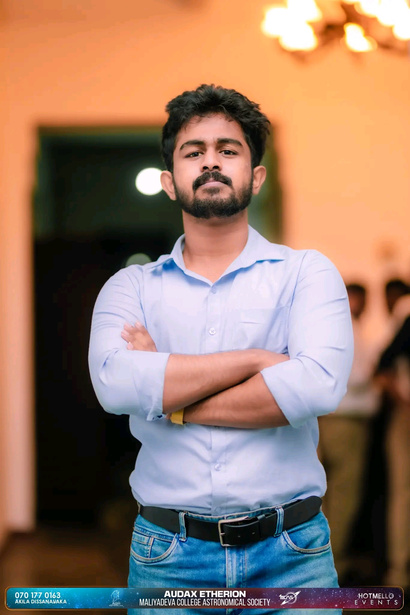 070 177 0163
AKILA DISSANAYAKA
AUDAX ETHERION
MALIYADEVA COLLEGE ASTRONOMICAL SOCIETY
HOTMELLO
EVENTS